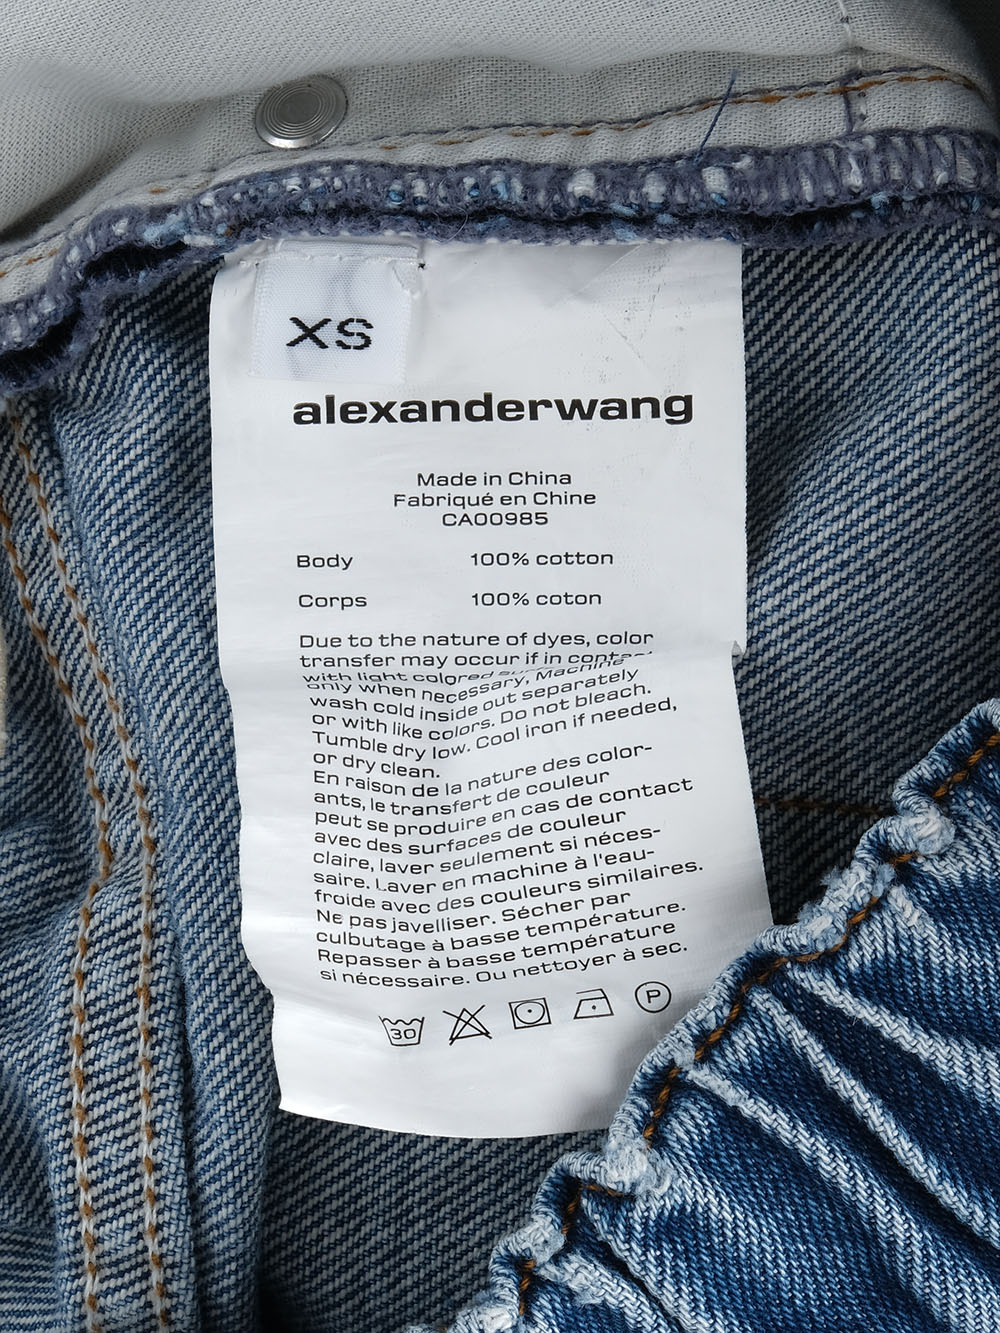 XS
alexanderwang
Made in China
Fabriqué en Chine
CA00985
Body 100% cotton
Corps 100% coton
Due to the nature of dyes, color
transfer may occur if in contact
with light colored
only when necessary, Machine
wash cold inside out separately
or with like colors. Do not bleach.
Tumble dry low. Cool iron if needed,
or dry clean.
En raison de la nature des color-
ants, le transfert de couleur
peut se produire en cas de contact
avec des surfaces de couleur
claire, laver seulement si néces-
saire. Laver en machine à l'eau-
froide avec des couleurs similaires.
Ne pas javelliser. Sécher par
culbutage à basse température.
Repasser à basse température
si nécessaire. Ou nettoyer à sec.
30 P